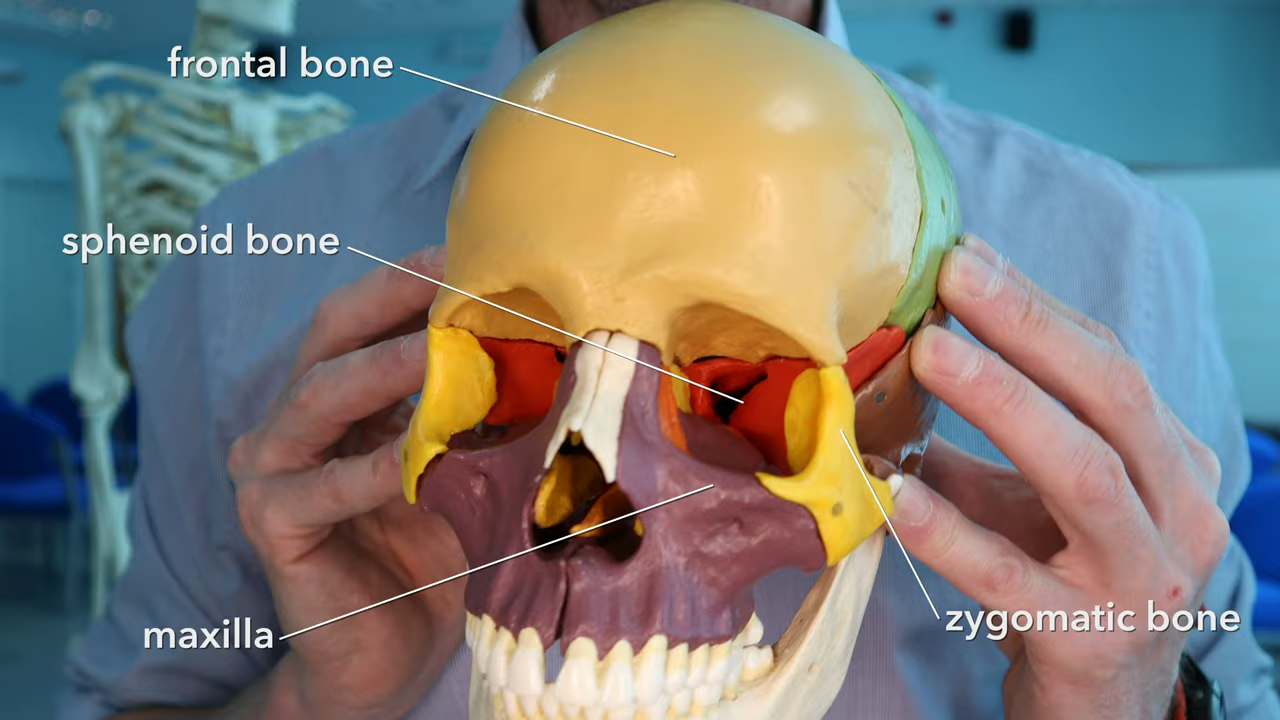 frontal bone
sphenoid bone
maxilla
zygomatic bone